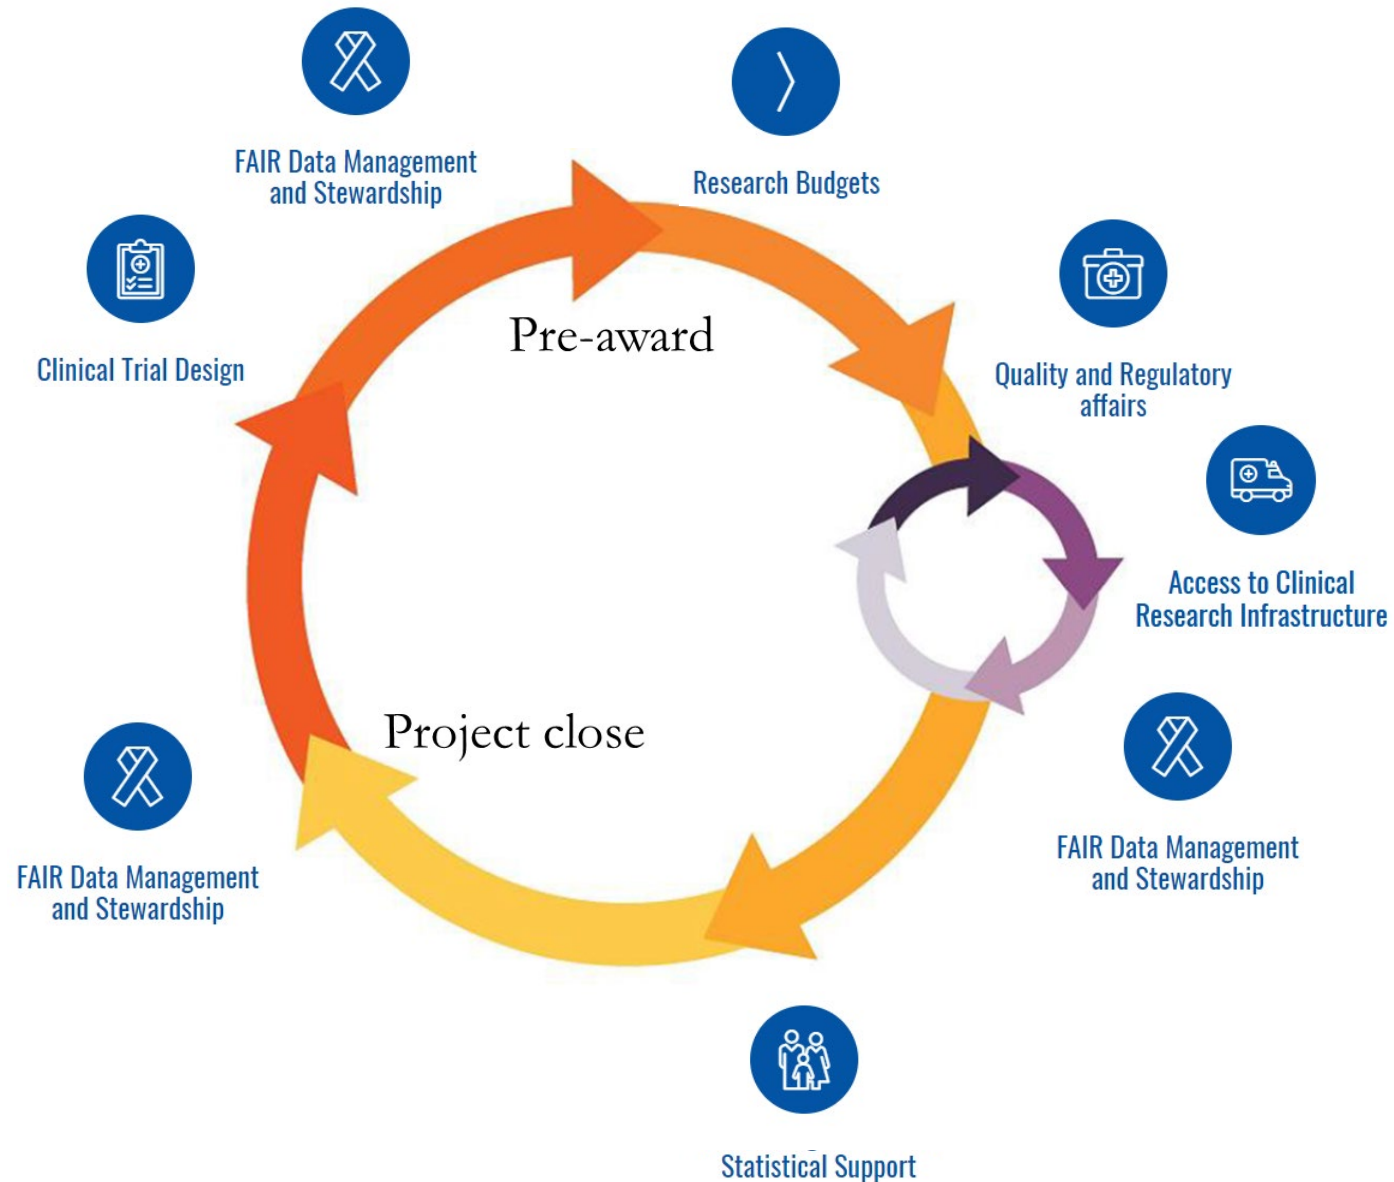 FAIR Data Management
and Stewardship
Research Budgets
Clinical Trial Design
Pre-award
Quality and Regulatory
affairs
Access to Clinical
Research Infrastructure
Project close
FAIR Data Management
and Stewardship
FAIR Data Management
and Stewardship
Statistical Support